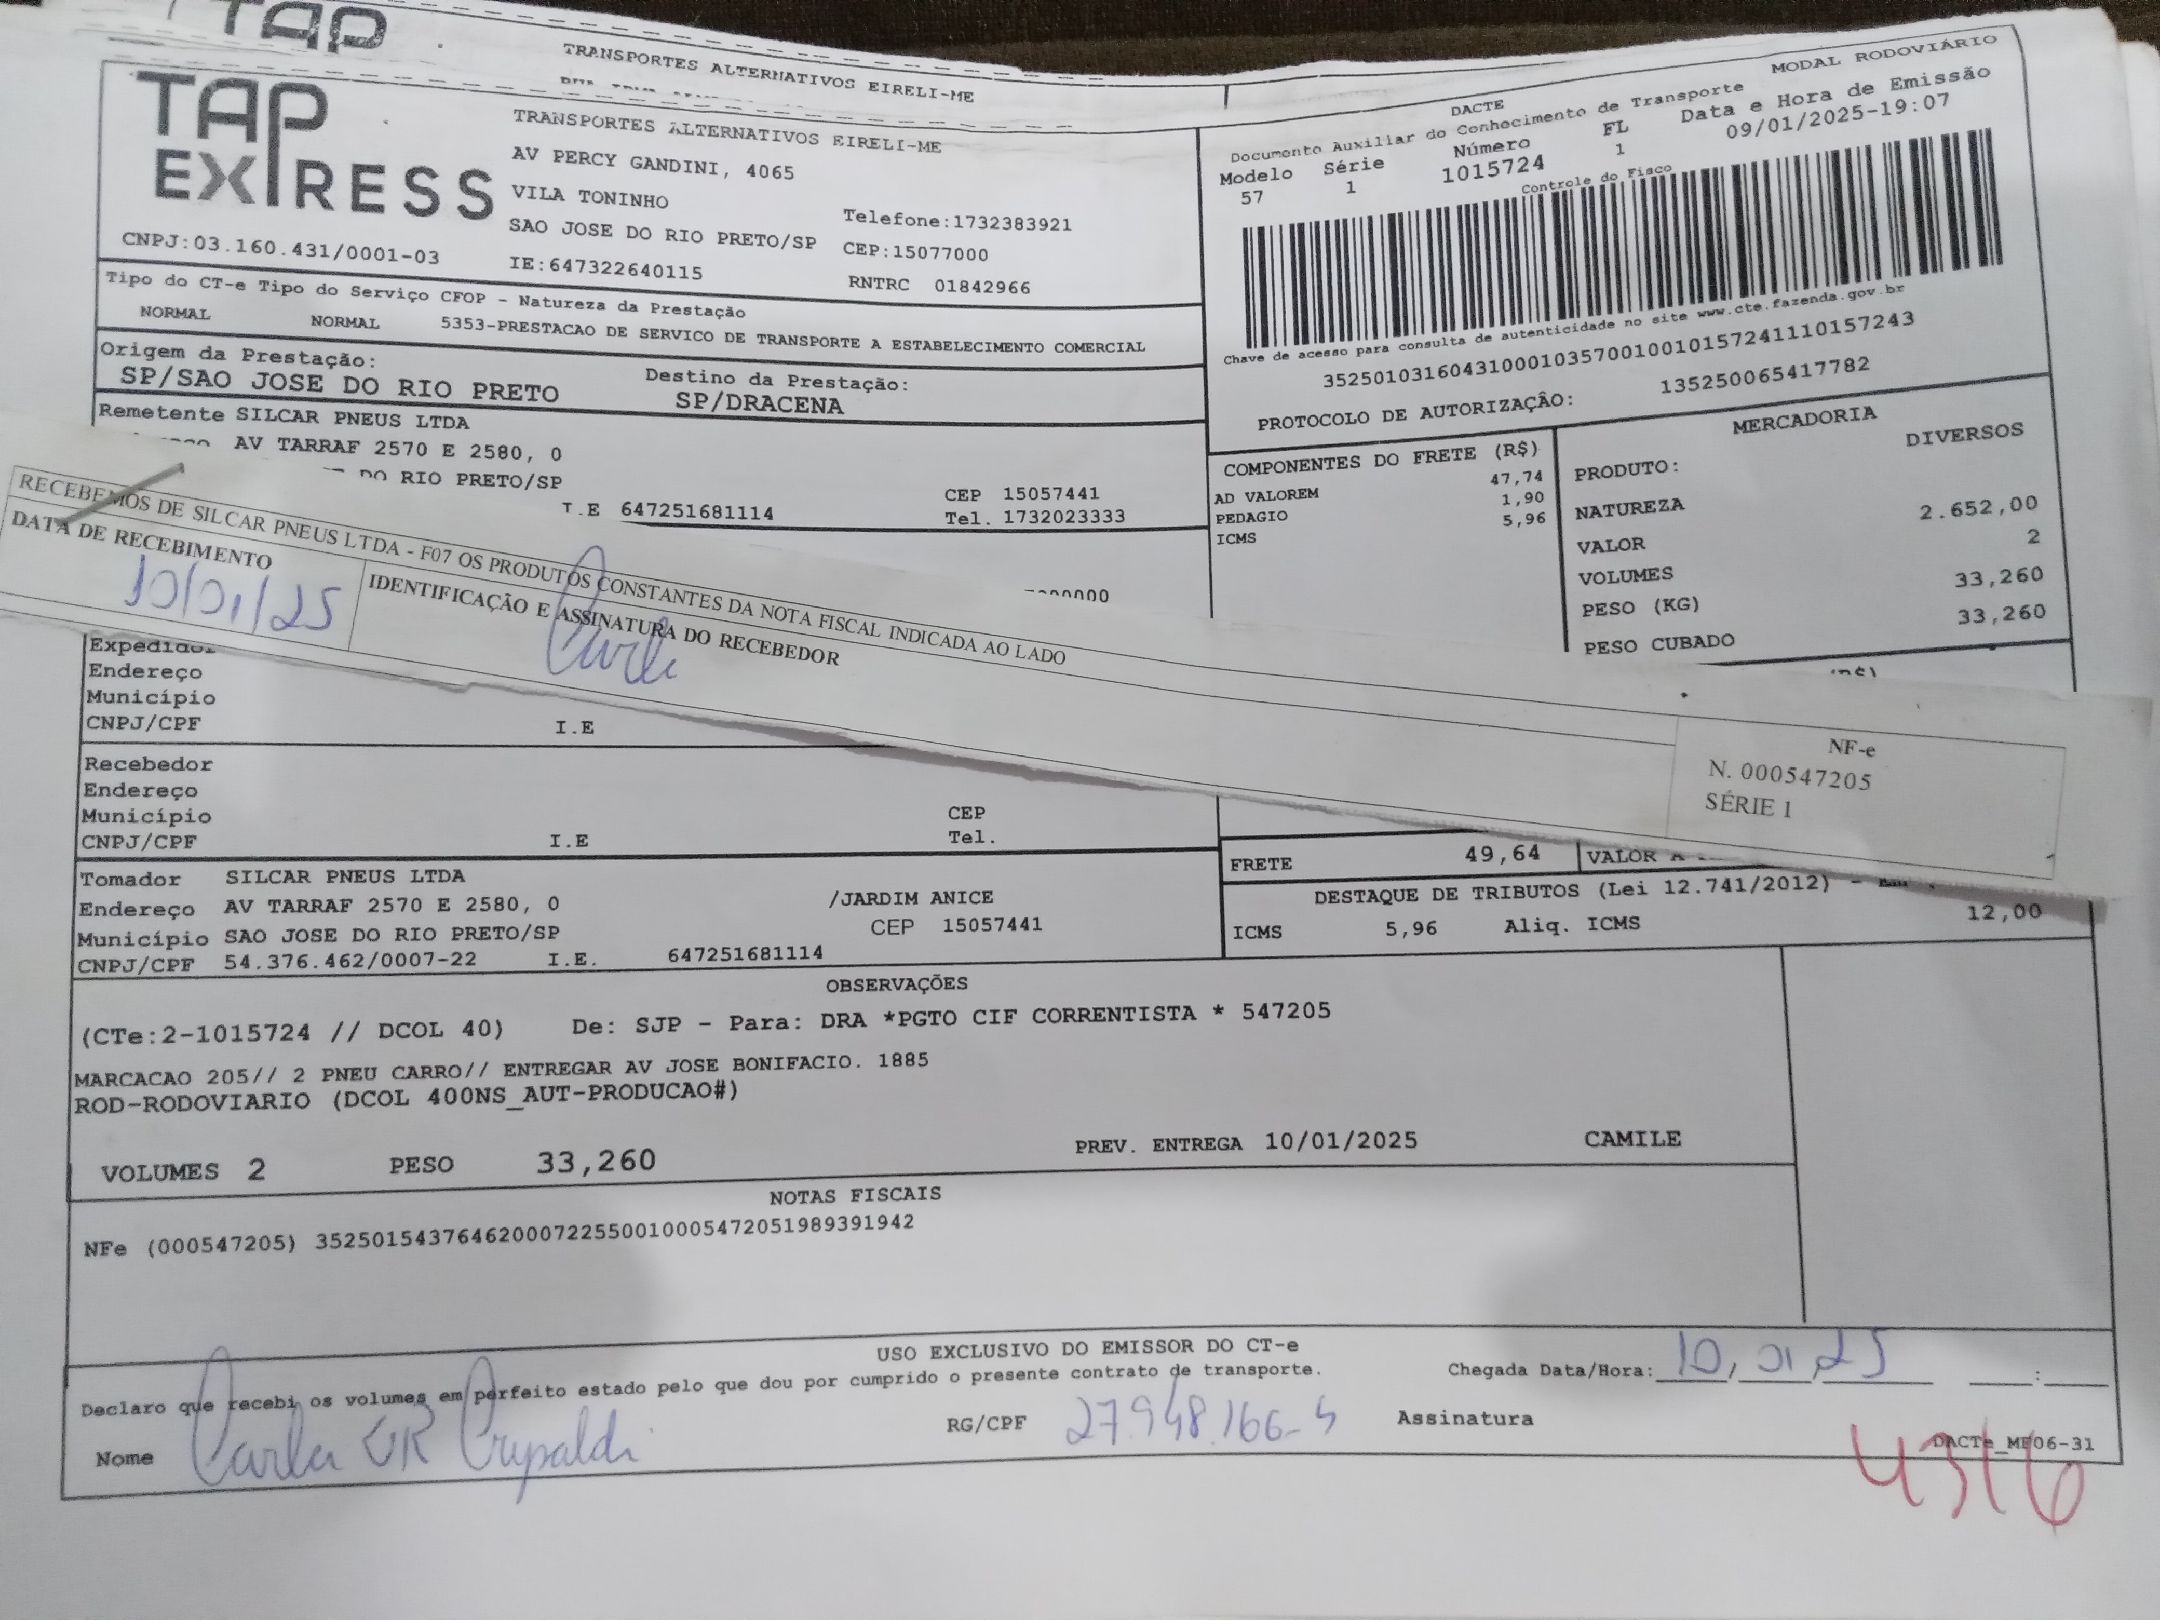 TAP
TRANSPORTES ALTERNATIVOS EIRELI-ME
TAP EXPRESS
CNPJ:03.160.431/0001-03
TRANSPORTES ALTERNATIVOS EIRELI-ME
AV PERCY GANDINI, 4065
VILA TONINHO
SAO JOSE DO RIO PRETO/SP
IE:647322640115
Telefone:1732383921
CEP:15077000
RNTRC 01842966
DACTE
MODAL RODOVIÁRIO
Documento Auxiliar do Conhecimento de Transporte
Modelo Série Número FL Data e Hora de Emissão
57 1 1015724 1 09/01/2025-19:07
Controle do Fisco
Chave de acesso para consulta de autenticidade no site www.cte.fazenda.gov.br
35250103160431000103570010010157241110157243
PROTOCOLO DE AUTORIZAÇÃO: 135250065417782
Tipo do CT-e Tipo do Serviço CFOP - Natureza da Prestação
NORMAL NORMAL 5353-PRESTACAO DE SERVICO DE TRANSPORTE A ESTABELECIMENTO COMERCIAL
Origem da Prestação: Destino da Prestação:
SP/SAO JOSE DO RIO PRETO SP/DRACENA
Remetente SILCAR PNEUS LTDA
AV TARRAF 2570 E 2580, 0
DO RIO PRETO/SP CEP 15057441
I.E 647251681114 Tel. 1732023333
COMPONENTES DO FRETE (R$)
AD VALOREM 47,74
PEDAGIO 1,90
ICMS 5,96
MERCADORIA
PRODUTO: DIVERSOS
NATUREZA
VALOR 2.652,00
VOLUMES 2
PESO (KG) 33,260
PESO CUBADO 33,260
RECEBEMOS DE SILCAR PNEUS LTDA - F07 OS PRODUTOS CONSTANTES DA NOTA FISCAL INDICADA AO LADO
DATA DE RECEBIMENTO
10/01/25
IDENTIFICAÇÃO E ASSINATURA DO RECEBEDOR
NF-e
N. 000547205
SÉRIE 1
Expedidor
Endereço
Município
CNPJ/CPF I.E
Recebedor
Endereço
Município CEP
CNPJ/CPF I.E Tel.
FRETE 49,64 VALOR A
Tomador SILCAR PNEUS LTDA
Endereço AV TARRAF 2570 E 2580, 0 /JARDIM ANICE
Município SAO JOSE DO RIO PRETO/SP CEP 15057441
CNPJ/CPF 54.376.462/0007-22 I.E. 647251681114
DESTAQUE DE TRIBUTOS (Lei 12.741/2012) -
ICMS 5,96 Aliq. ICMS 12,00
OBSERVAÇÕES
(CTe:2-1015724 // DCOL 40) De: SJP - Para: DRA *PGTO CIF CORRENTISTA * 547205
MARCACAO 205// 2 PNEU CARRO// ENTREGAR AV JOSE BONIFACIO. 1885
ROD-RODOVIARIO (DCOL 400NS_AUT-PRODUCAO#)
VOLUMES 2 PESO 33,260 PREV. ENTREGA 10/01/2025 CAMILE
NOTAS FISCAIS
NFe (000547205) 35250154376462000722550010005472051989391942
USO EXCLUSIVO DO EMISSOR DO CT-e
Declaro que recebi os volumes em perfeito estado pelo que dou por cumprido o presente contrato de transporte.
Chegada Data/Hora: 10,01,25 :
Nome Carla
RG/CPF 27.948.166-4
Assinatura
DACTe_MF06-31
4316